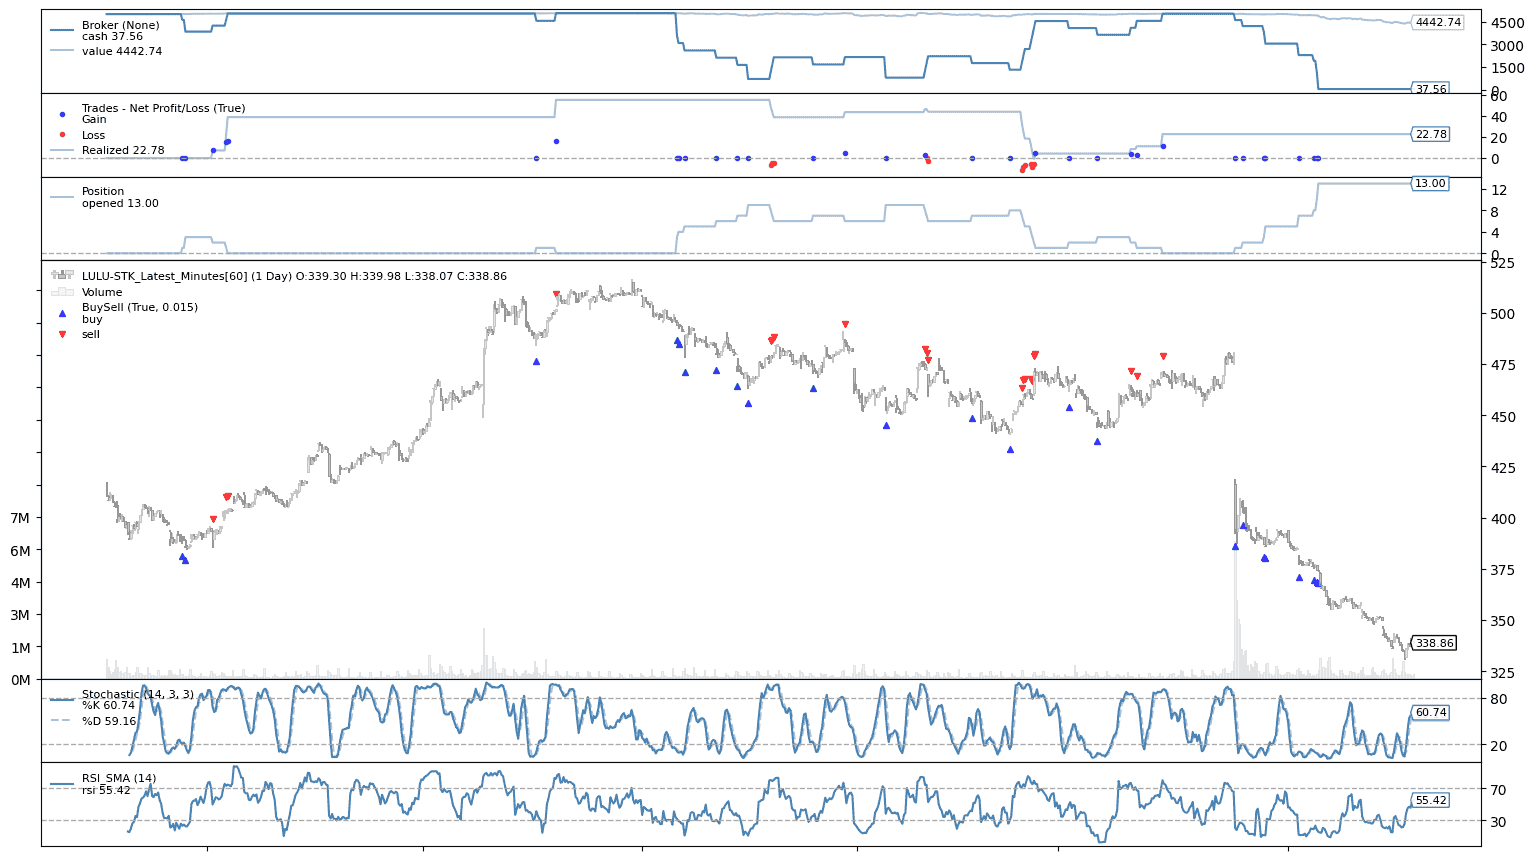 Broker (None)
cash 37.56
value 4442.74
4442.74
4500
3000
1500
0
37.56
Trades - Net Profit/Loss (True)
Gain
Loss
Realized 22.78
60
40
22.78
20
0
Position
opened 13.00
13.00
12
8
4
0
LULU-STK_Latest_Minutes[60] (1 Day) O:339.30 H:339.98 L:338.07 C:338.86
Volume
BuySell (True, 0.015)
buy
sell
525
500
475
450
425
400
375
350
338.86
325
7M
6M
4M
3M
1M
0M
Stochastic (14, 3, 3)
%K 60.74
%D 59.16
80
60.74
20
RSI_SMA (14)
rsi 55.42
70
55.42
30